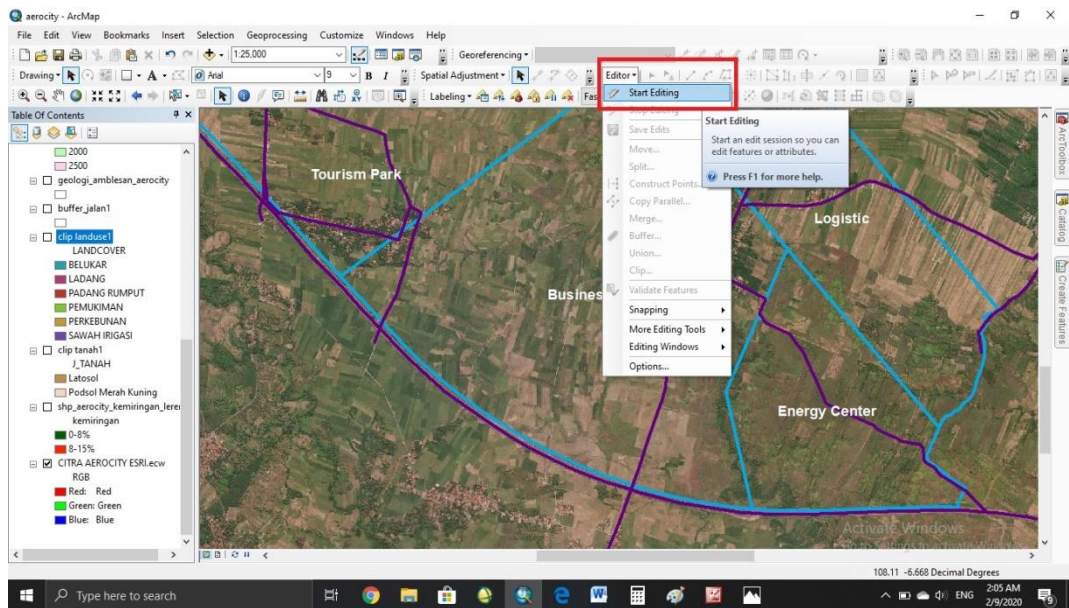 aerocity - ArcMap
File Edit View Bookmarks Insert Selection Geoprocessing Customize Windows Help
1:25,000
Georeferencing
Drawing
A
Arial
9
B I
Spatial Adjustment
Editor
Labeling
Fas
Start Editing
Stop Editing
Save Edits
Move...
Split...
Construct Points...
Copy Parallel...
Merge...
Buffer...
Union...
Clip...
Validate Features
Snapping
More Editing Tools
Editing Windows
Options...
Start Editing
Start an edit session so you can
edit features or attributes.
Press F1 for more help.
Table Of Contents
2000
2500
geologi_amblesan_aerocity
buffer_jalan1
clip landuse1
LANDCOVER
BELUKAR
LADANG
PADANG RUMPUT
PEMUKIMAN
PERKEBUNAN
SAWAH IRIGASI
clip tanah1
J_TANAH
Latosol
Podsol Merah Kuning
shp_aerocity_kemiringan_lerei
kemiringan
0-8%
8-15%
CITRA AEROCITY ESRI.ecw
RGB
Red: Red
Green: Green
Blue: Blue
Tourism Park
Busines
Logistic
Energy Center
Activate Windows
ArcToolbox
Catalog
Create Features
108.11 -6.668 Decimal Degrees
Type here to search
ENG
2:05 AM
2/9/2020